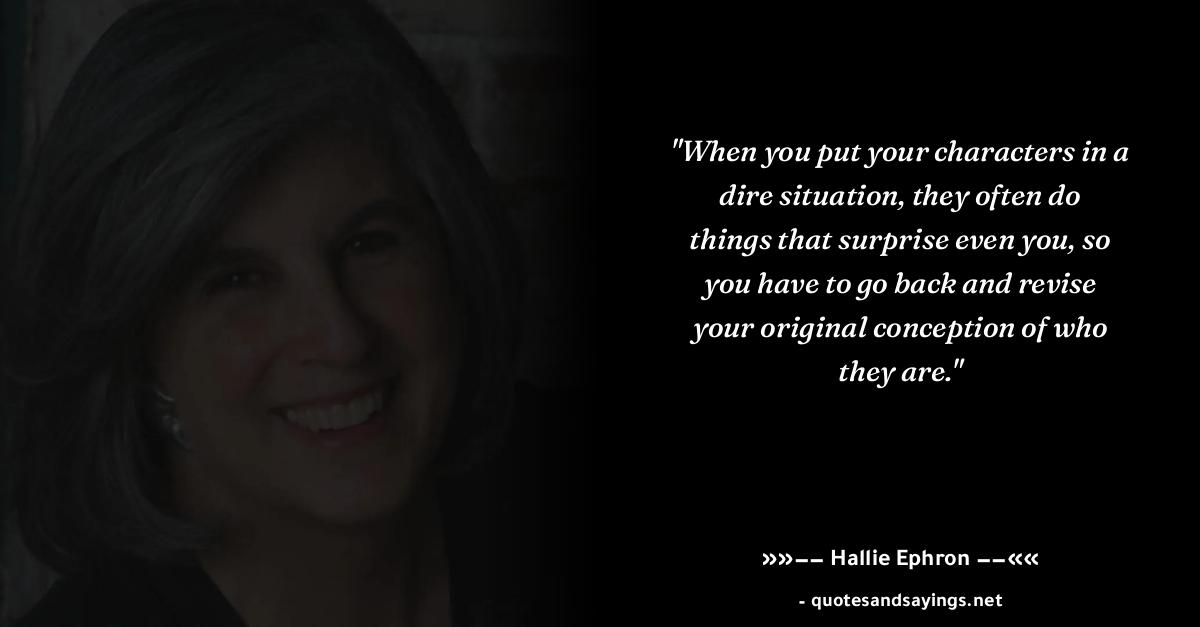 "When you put your characters in a
dire situation, they often do
things that surprise even you, so
you have to go back and revise
your original conception of who
they are."
»»–– Hallie Ephron ––««
- quotesandsayings.net